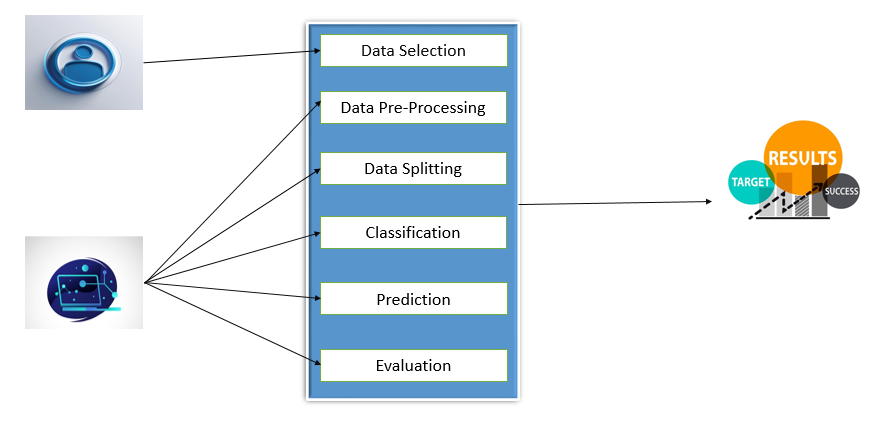 Data Selection
Data Pre-Processing
Data Splitting
Classification
Prediction
Evaluation
RESULTS
TARGET
SUCCESS